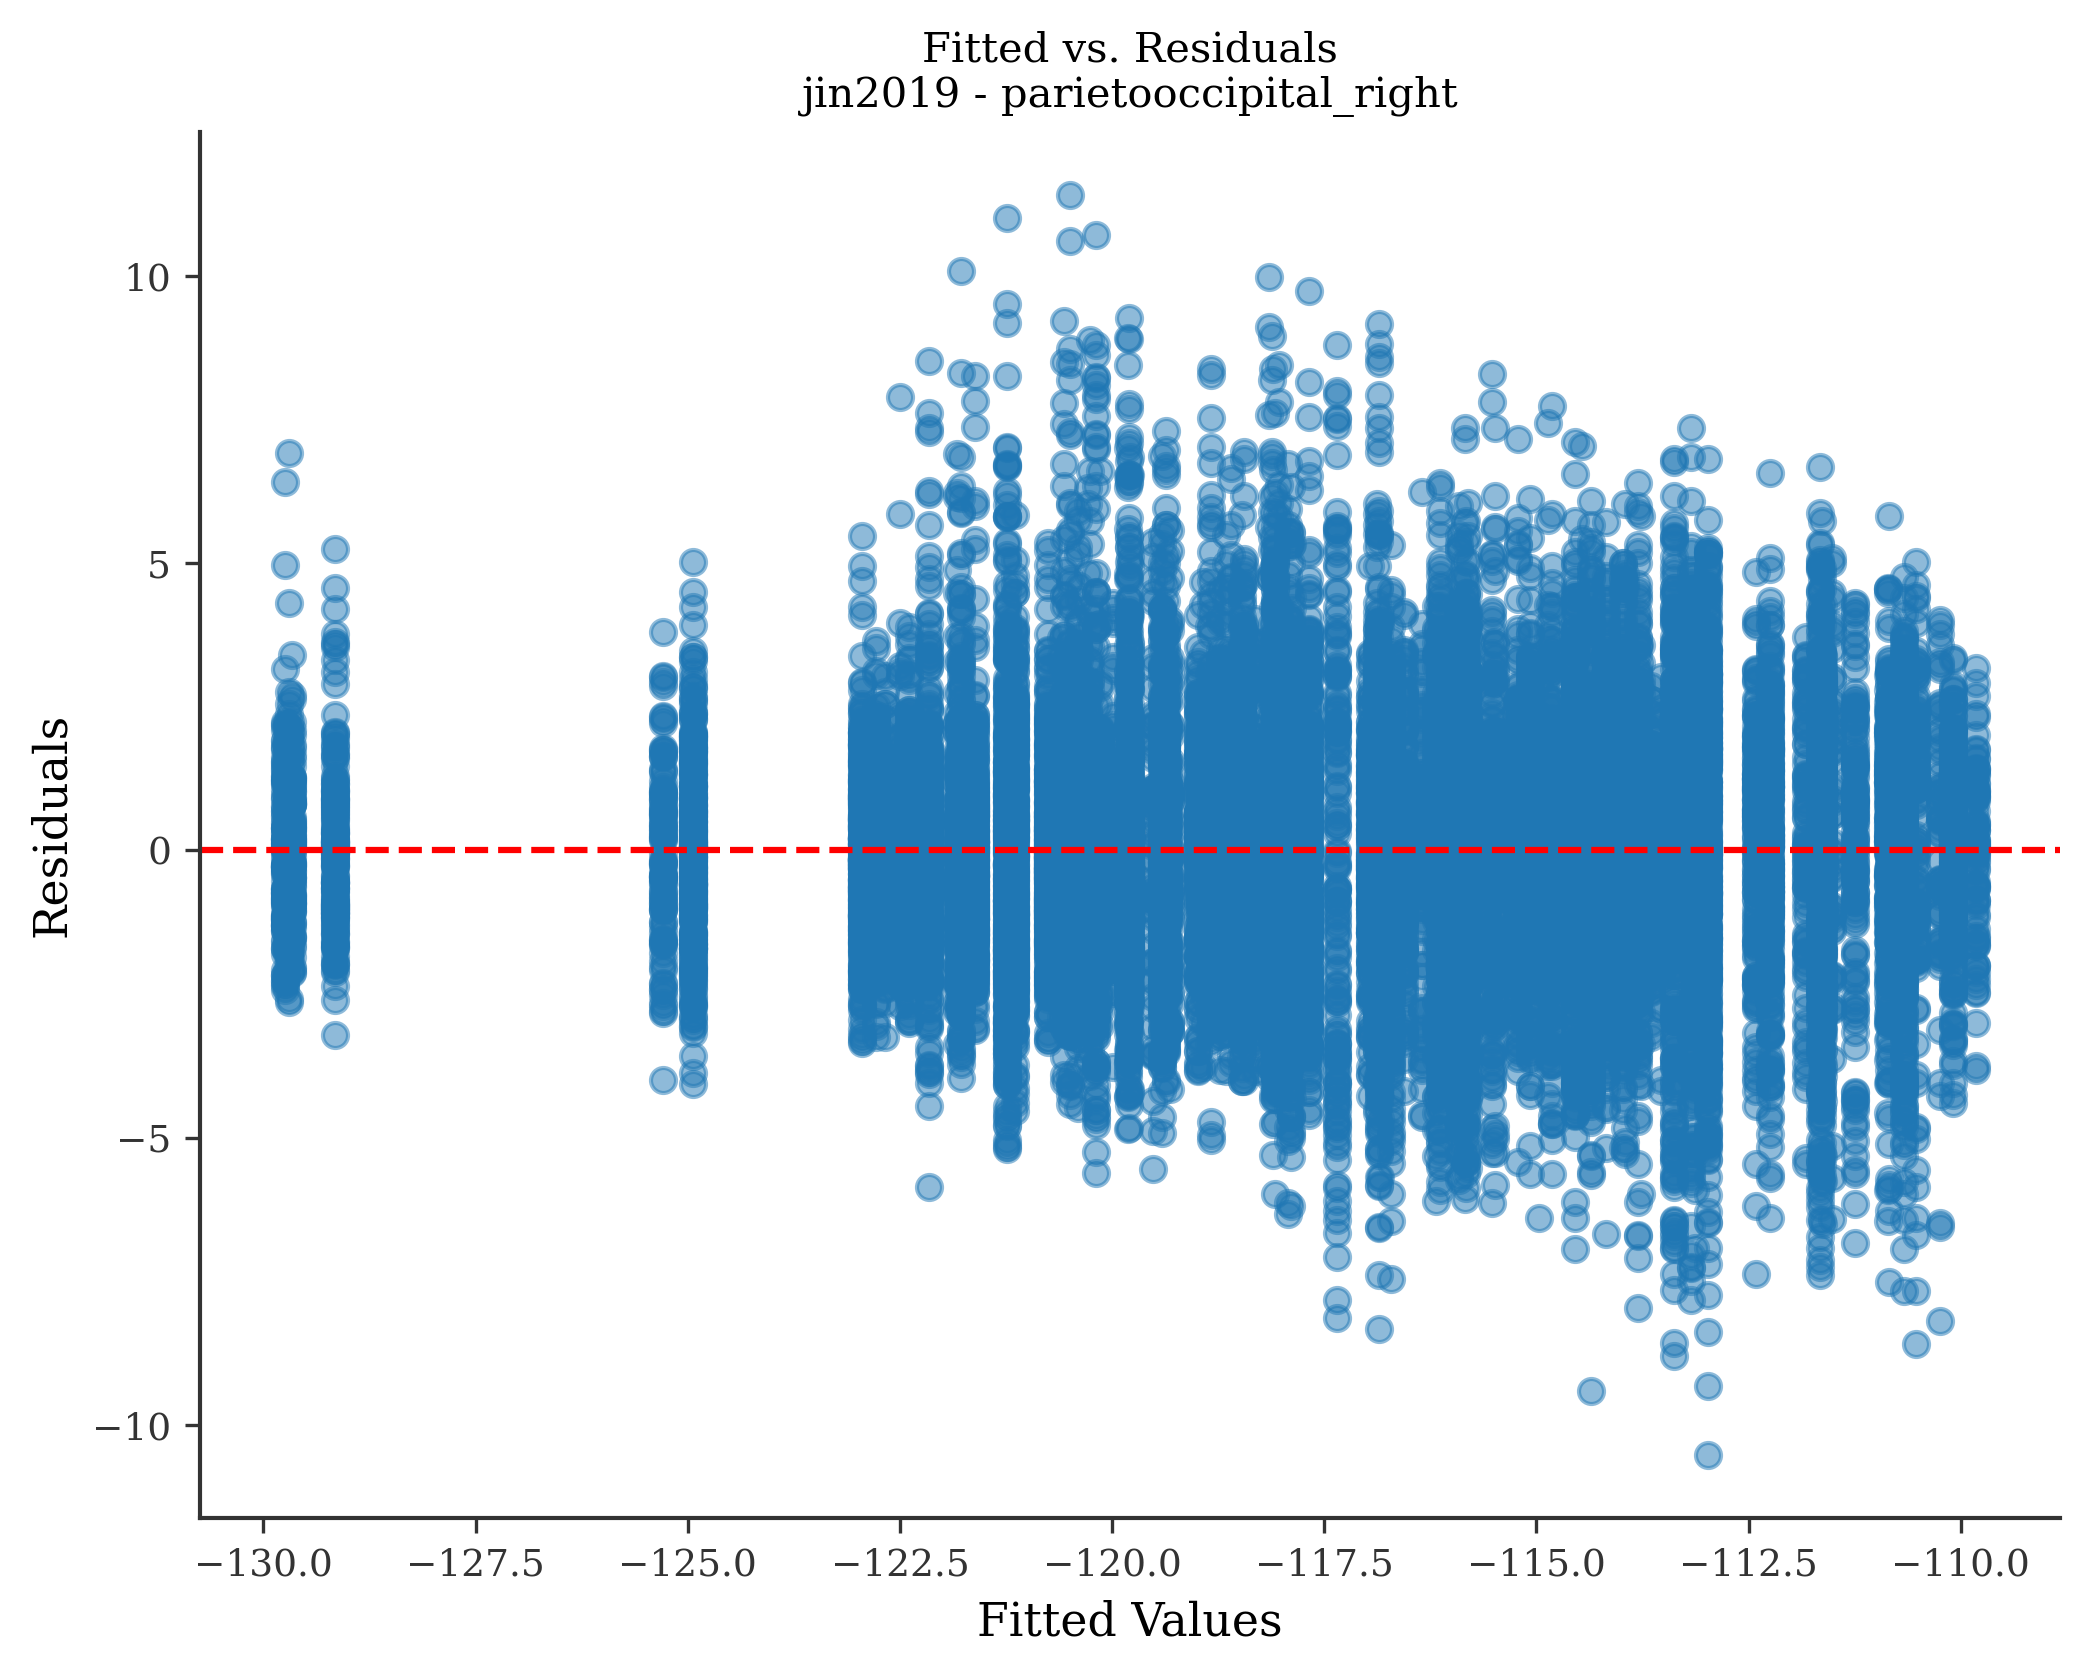 Fitted vs. Residuals
jin2019 - parietooccipital_right
10
5
0
−5
−10
Residuals
−130.0 −127.5 −125.0 −122.5 −120.0 −117.5 −115.0 −112.5 −110.0
Fitted Values